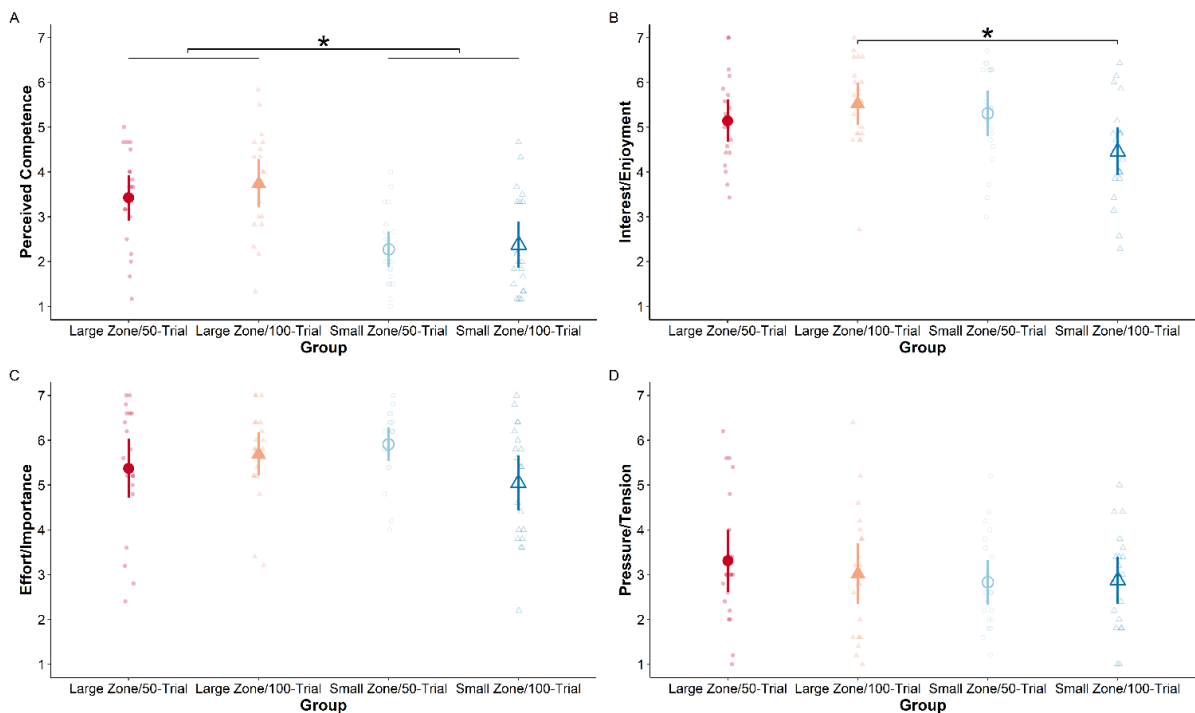 A
7
6
5
4
3
2
1
Perceived Competence
*
Large Zone/50-Trial Large Zone/100-Trial Small Zone/50-Trial Small Zone/100-Trial
Group
B
7
6
5
4
3
2
1
Interest/Enjoyment
*
Large Zone/50-Trial Large Zone/100-Trial Small Zone/50-Trial Small Zone/100-Trial
Group
C
7
6
5
4
3
2
1
Effort/Importance
Large Zone/50-Trial Large Zone/100-Trial Small Zone/50-Trial Small Zone/100-Trial
Group
D
7
6
5
4
3
2
1
Pressure/Tension
Large Zone/50-Trial Large Zone/100-Trial Small Zone/50-Trial Small Zone/100-Trial
Group